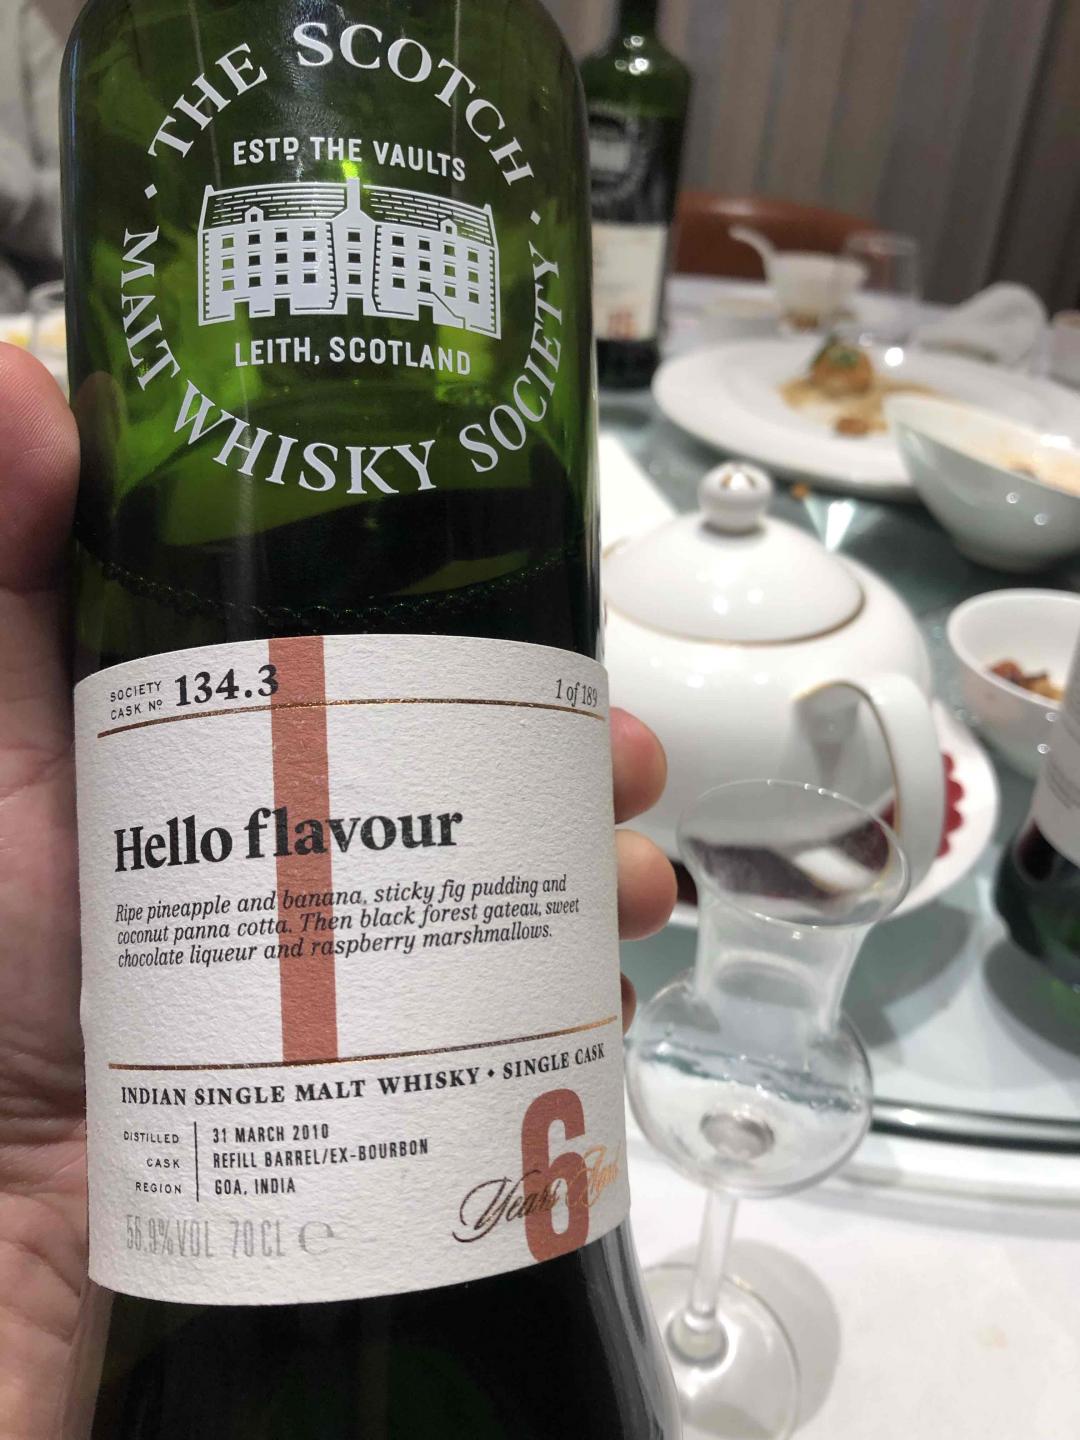 THE SCOTCH
MALT WHISKY SOCIETY
ESTD THE VAULTS
LEITH, SCOTLAND
SOCIETY
CASK Nº 134.3
1 of 189
Hello flavour
Ripe pineapple and banana, sticky fig pudding and
coconut panna cotta. Then black forest gateau, sweet
chocolate liqueur and raspberry marshmallows.
INDIAN SINGLE MALT WHISKY • SINGLE CASK
DISTILLED 31 MARCH 2010
CASK REFILL BARREL/EX-BOURBON
REGION GOA, INDIA
6
Years Aged
56.9%VOL 70CL e